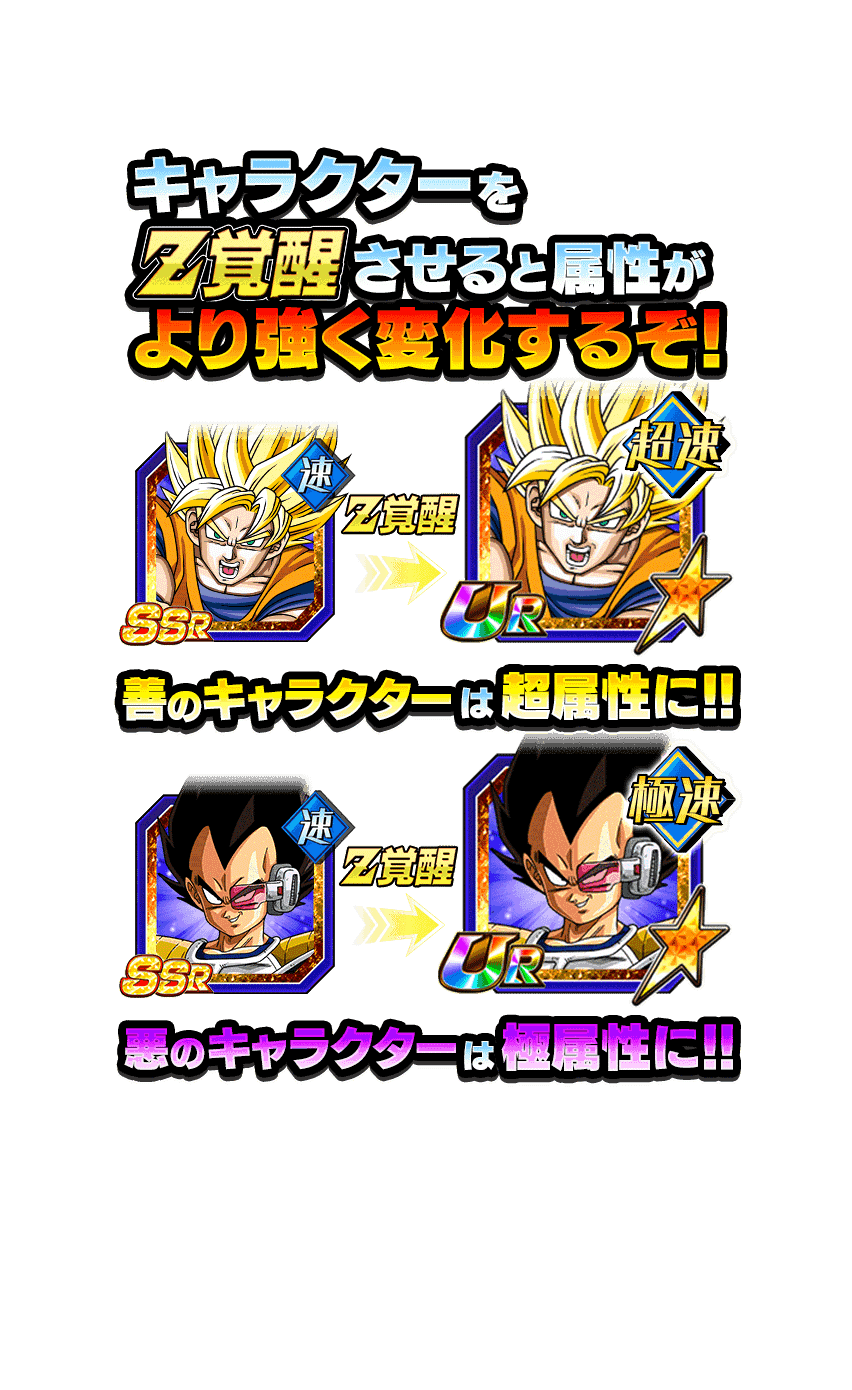 キャラクターを
Z覚醒させると属性が
より強く変化するぞ!
速
超速
Z覚醒
SSR
UR
善のキャラクターは超属性に!!
速
極速
Z覚醒
SSR
UR
悪のキャラクターは極属性に!!